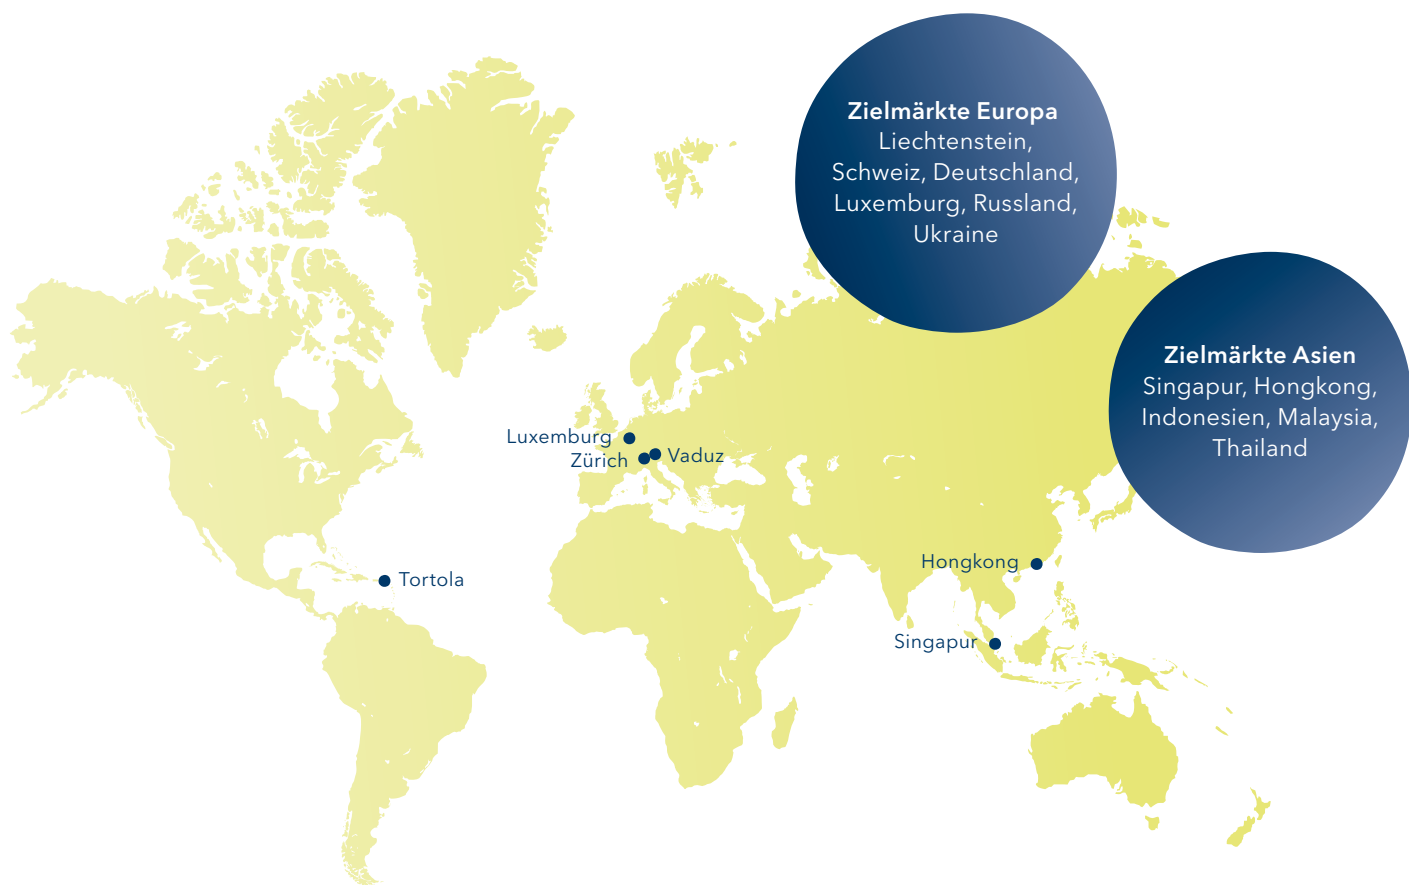 Zielmärkte Europa
Liechtenstein,
Schweiz, Deutschland,
Luxemburg, Russland,
Ukraine
Zielmärkte Asien
Singapur, Hongkong,
Indonesien, Malaysia,
Thailand
Luxemburg
Zürich
Vaduz
Tortola
Hongkong
Singapur